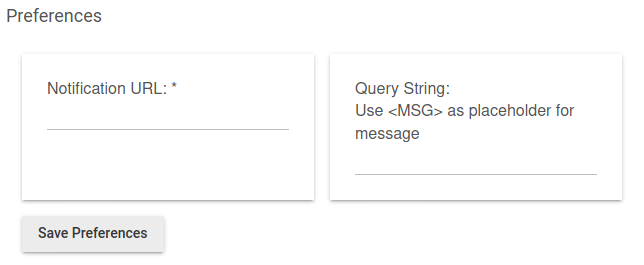 Preferences
Notification URL: *
Query String:
Use <MSG> as placeholder for
message
Save Preferences